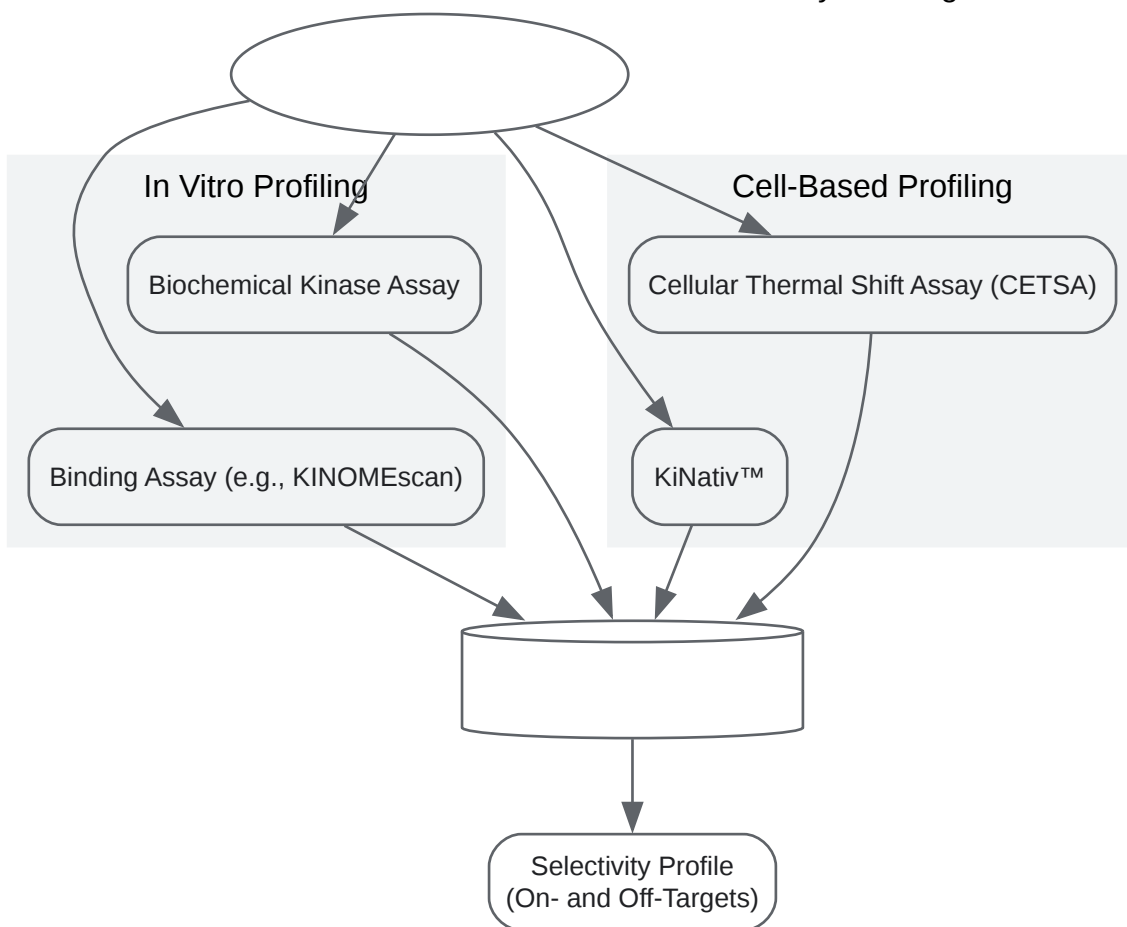 In Vitro Profiling
Cell-Based Profiling
Biochemical Kinase Assay
Cellular Thermal Shift Assay (CETSA)
Binding Assay (e.g., KINOMEscan)
KiNativ™
Selectivity Profile
(On- and Off-Targets)